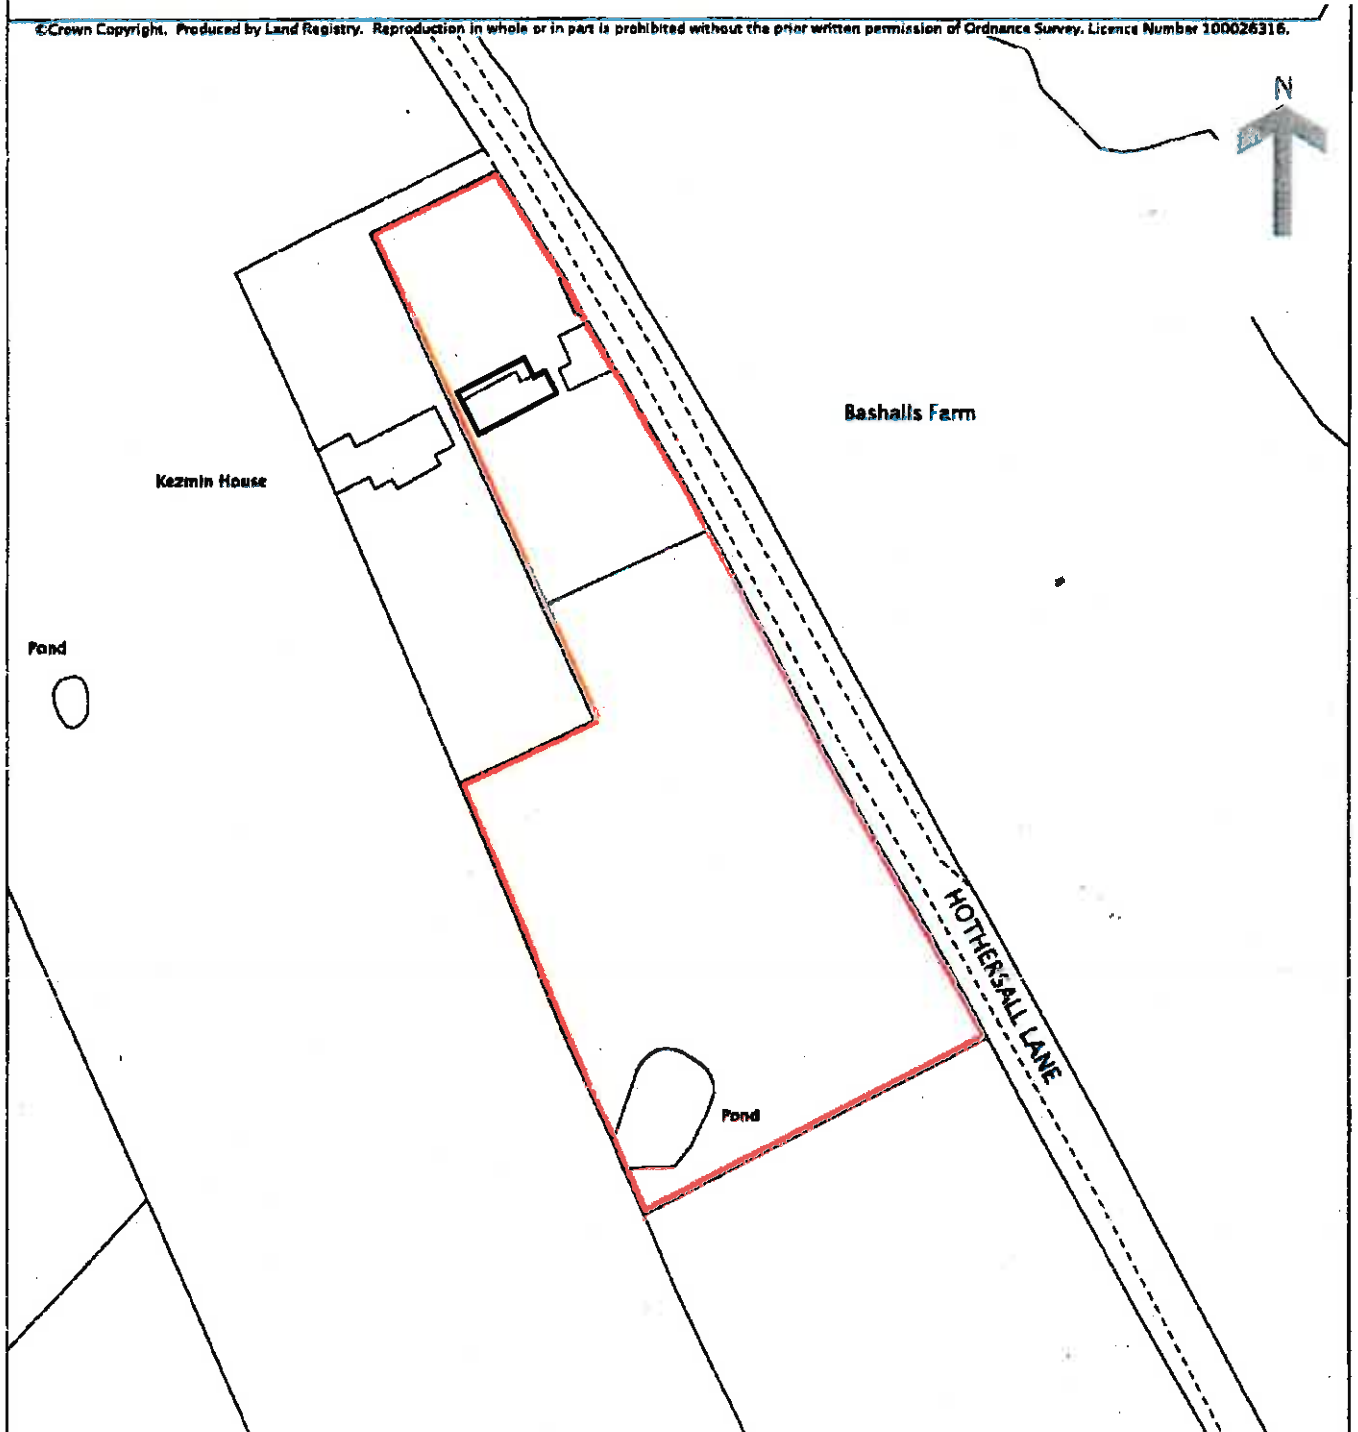 ©Crown Copyright. Produced by Land Registry. Reproduction in whole or in part is prohibited without the prior written permission of Ordnance Survey. Licence Number 100026316.
N
Bashalls Farm
Kezmin House
Pond
HOTHERSALL LANE
Pond